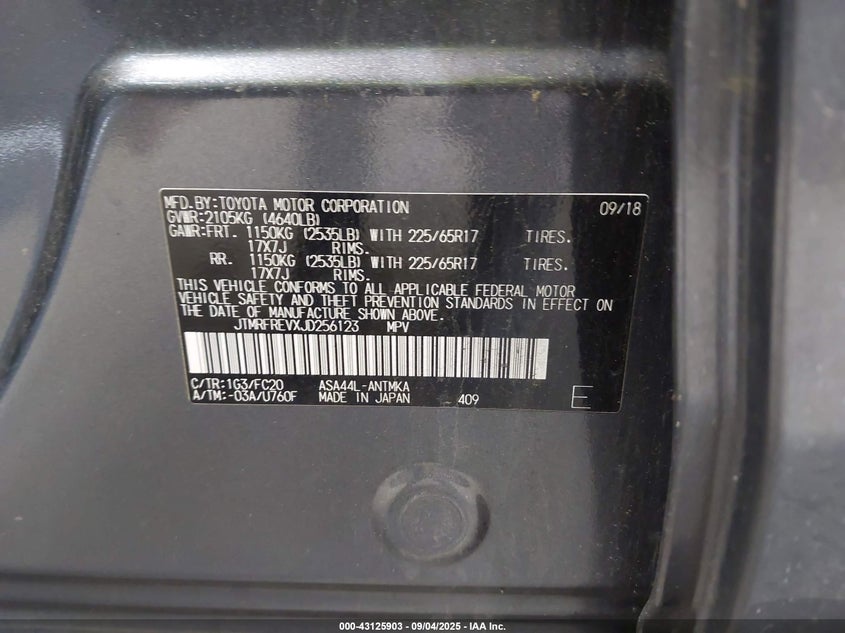 MFD.BY:TOYOTA MOTOR CORPORATION 09/18
GVWR:2105KG (4640LB)
GAWR:FRT. 1150KG (2535LB) WITH 225/65R17 TIRES.
17X7J RIMS.
RR. 1150KG (2535LB) WITH 225/65R17 TIRES.
17X7J RIMS.
THIS VEHICLE CONFORMS TO ALL APPLICABLE FEDERAL MOTOR
VEHICLE SAFETY AND THEFT PREVENTION STANDARDS IN EFFECT ON
THE DATE OF MANUFACTURE SHOWN ABOVE.
JTMRFREVXJD256123 MPV
C/TR:1G3/FC20 ASA44L-ANTMKA
A/TM:-03A/U760F MADE IN JAPAN 409 E
000-43125903 - 09/04/2025 - IAA Inc.